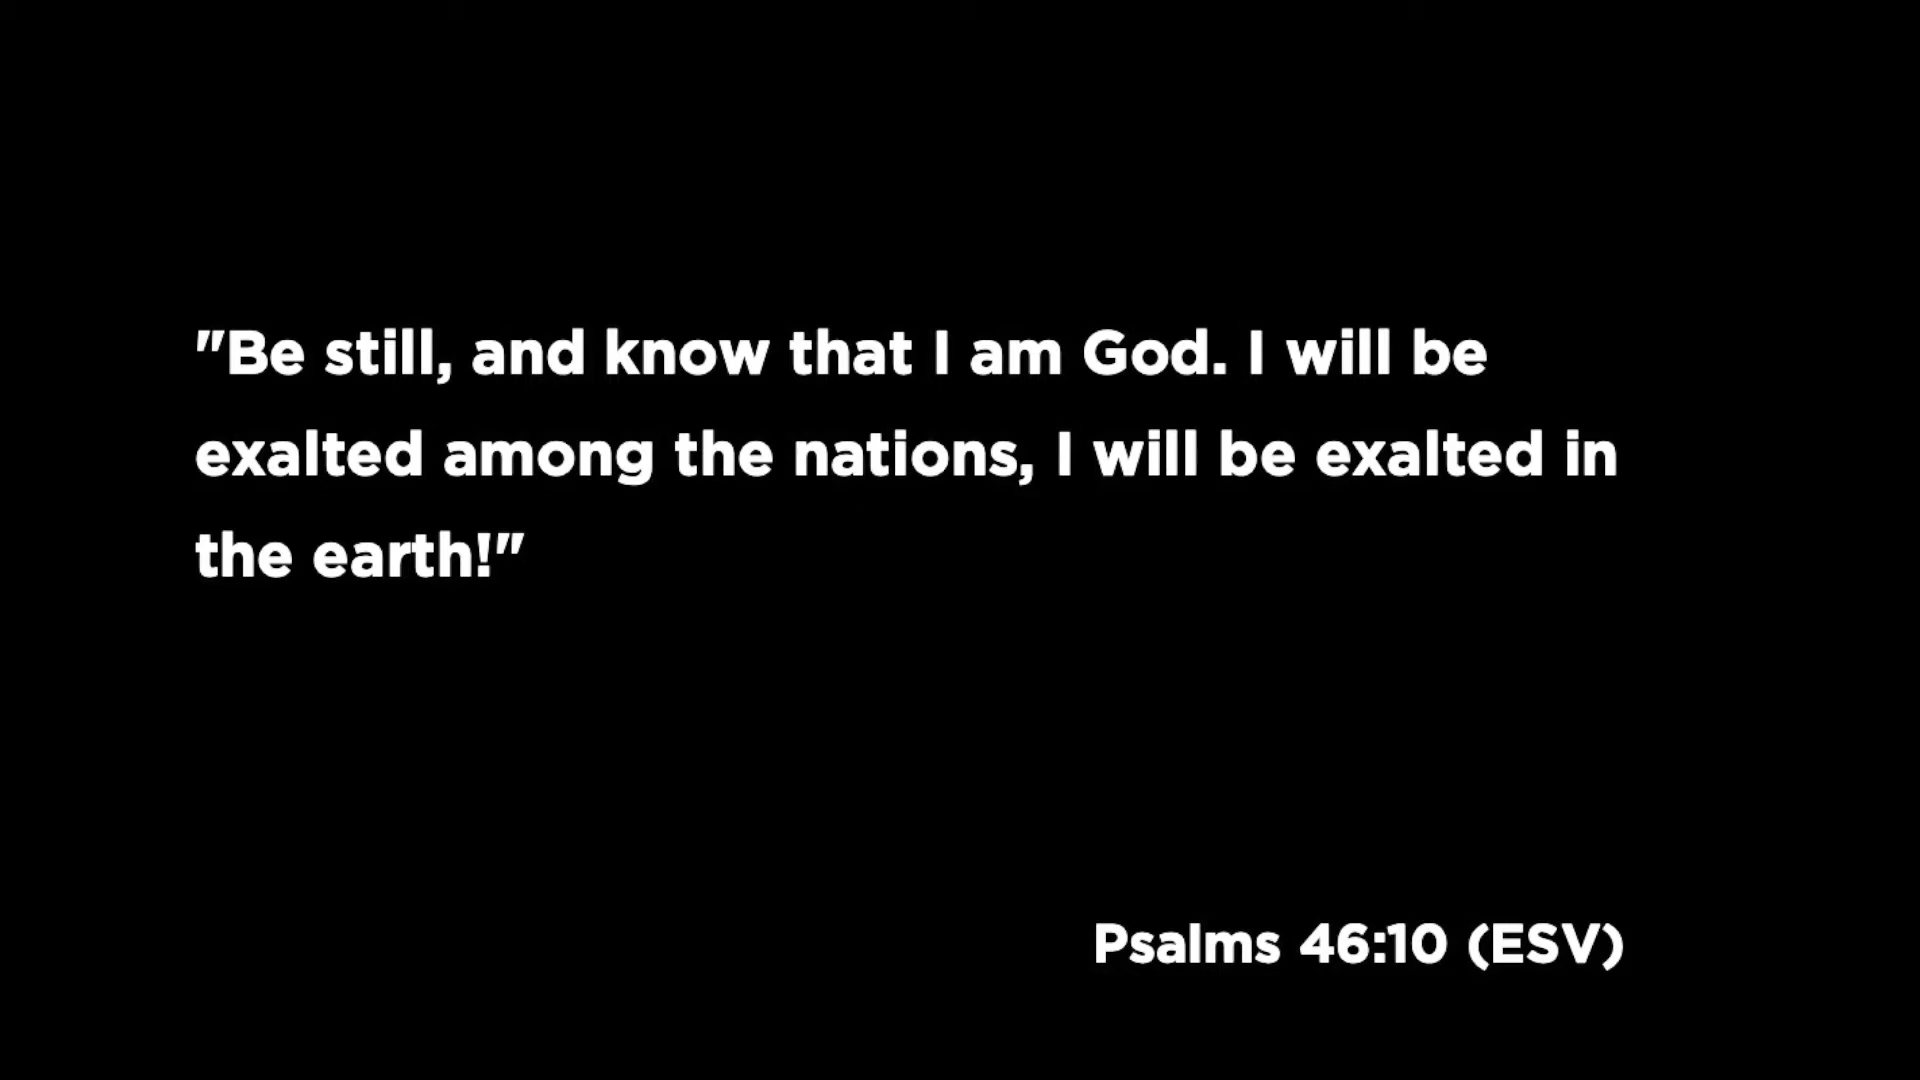 "Be still, and know that I am God. I will be
exalted among the nations, I will be exalted in
the earth!"
Psalms 46:10 (ESV)